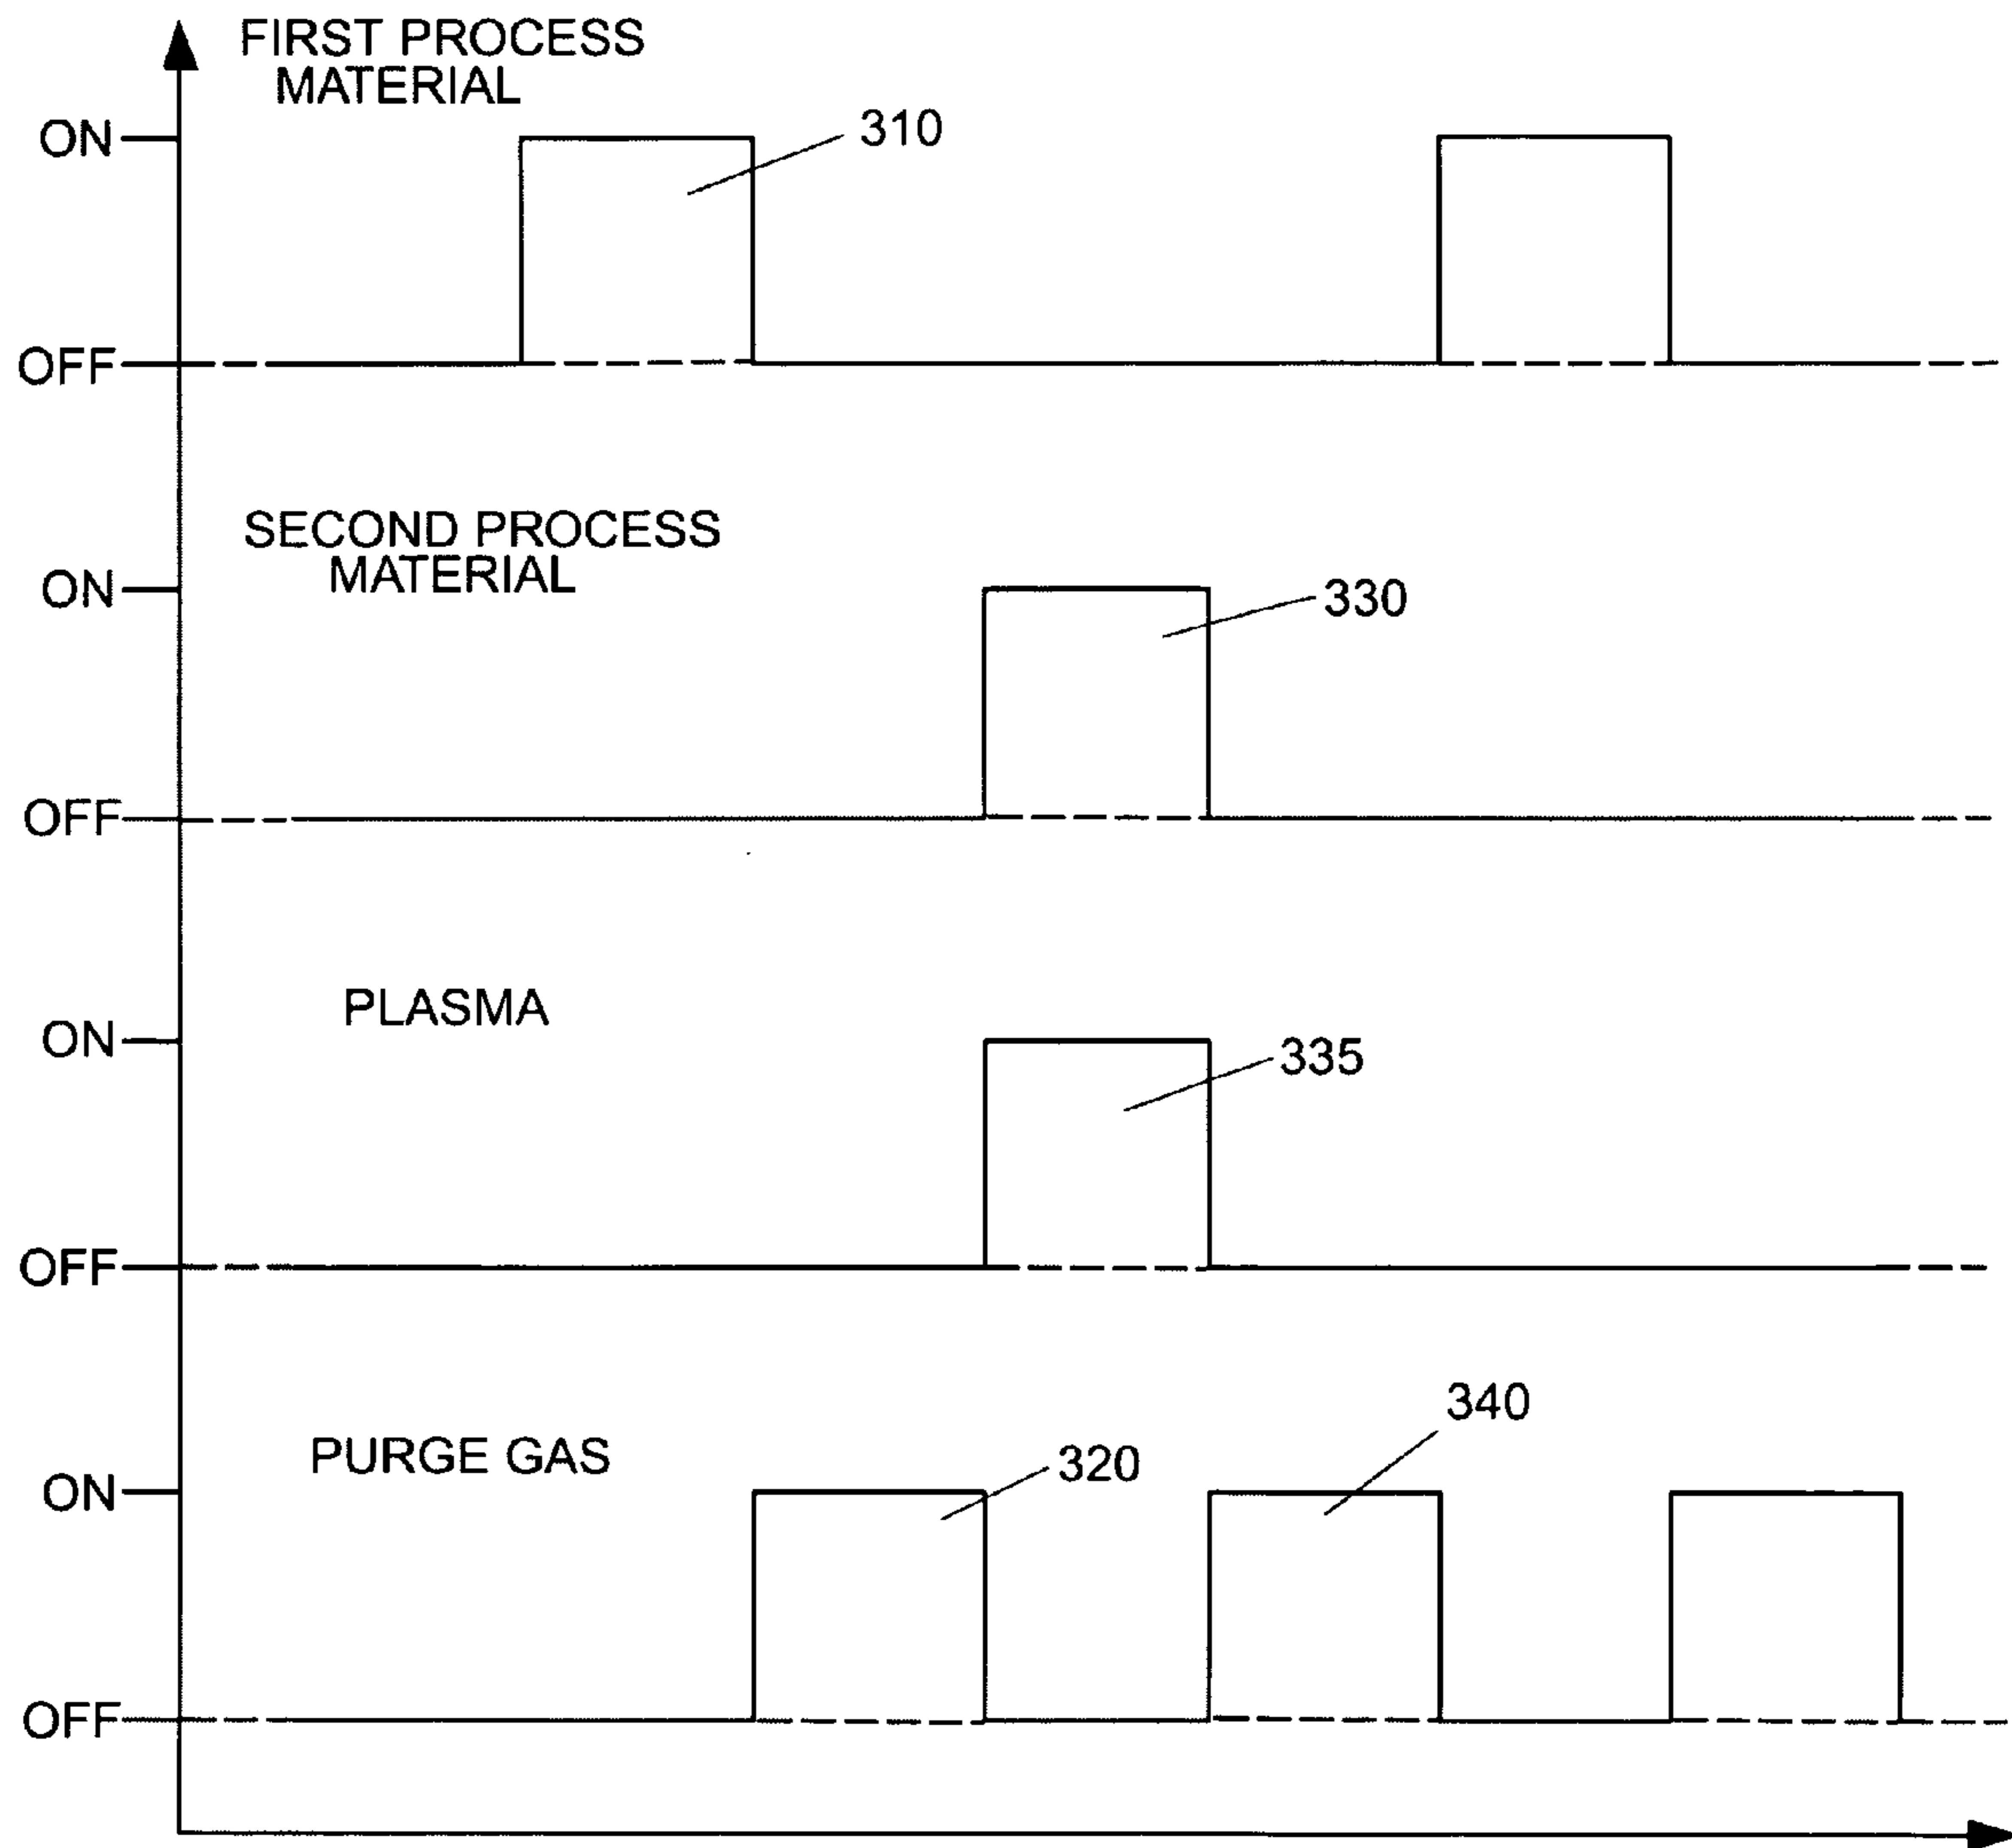 FIRST PROCESS
MATERIAL
ON
310
OFF
SECOND PROCESS
MATERIAL
ON
330
OFF
PLASMA
ON
335
OFF
340
PURGE GAS
320
ON
OFF